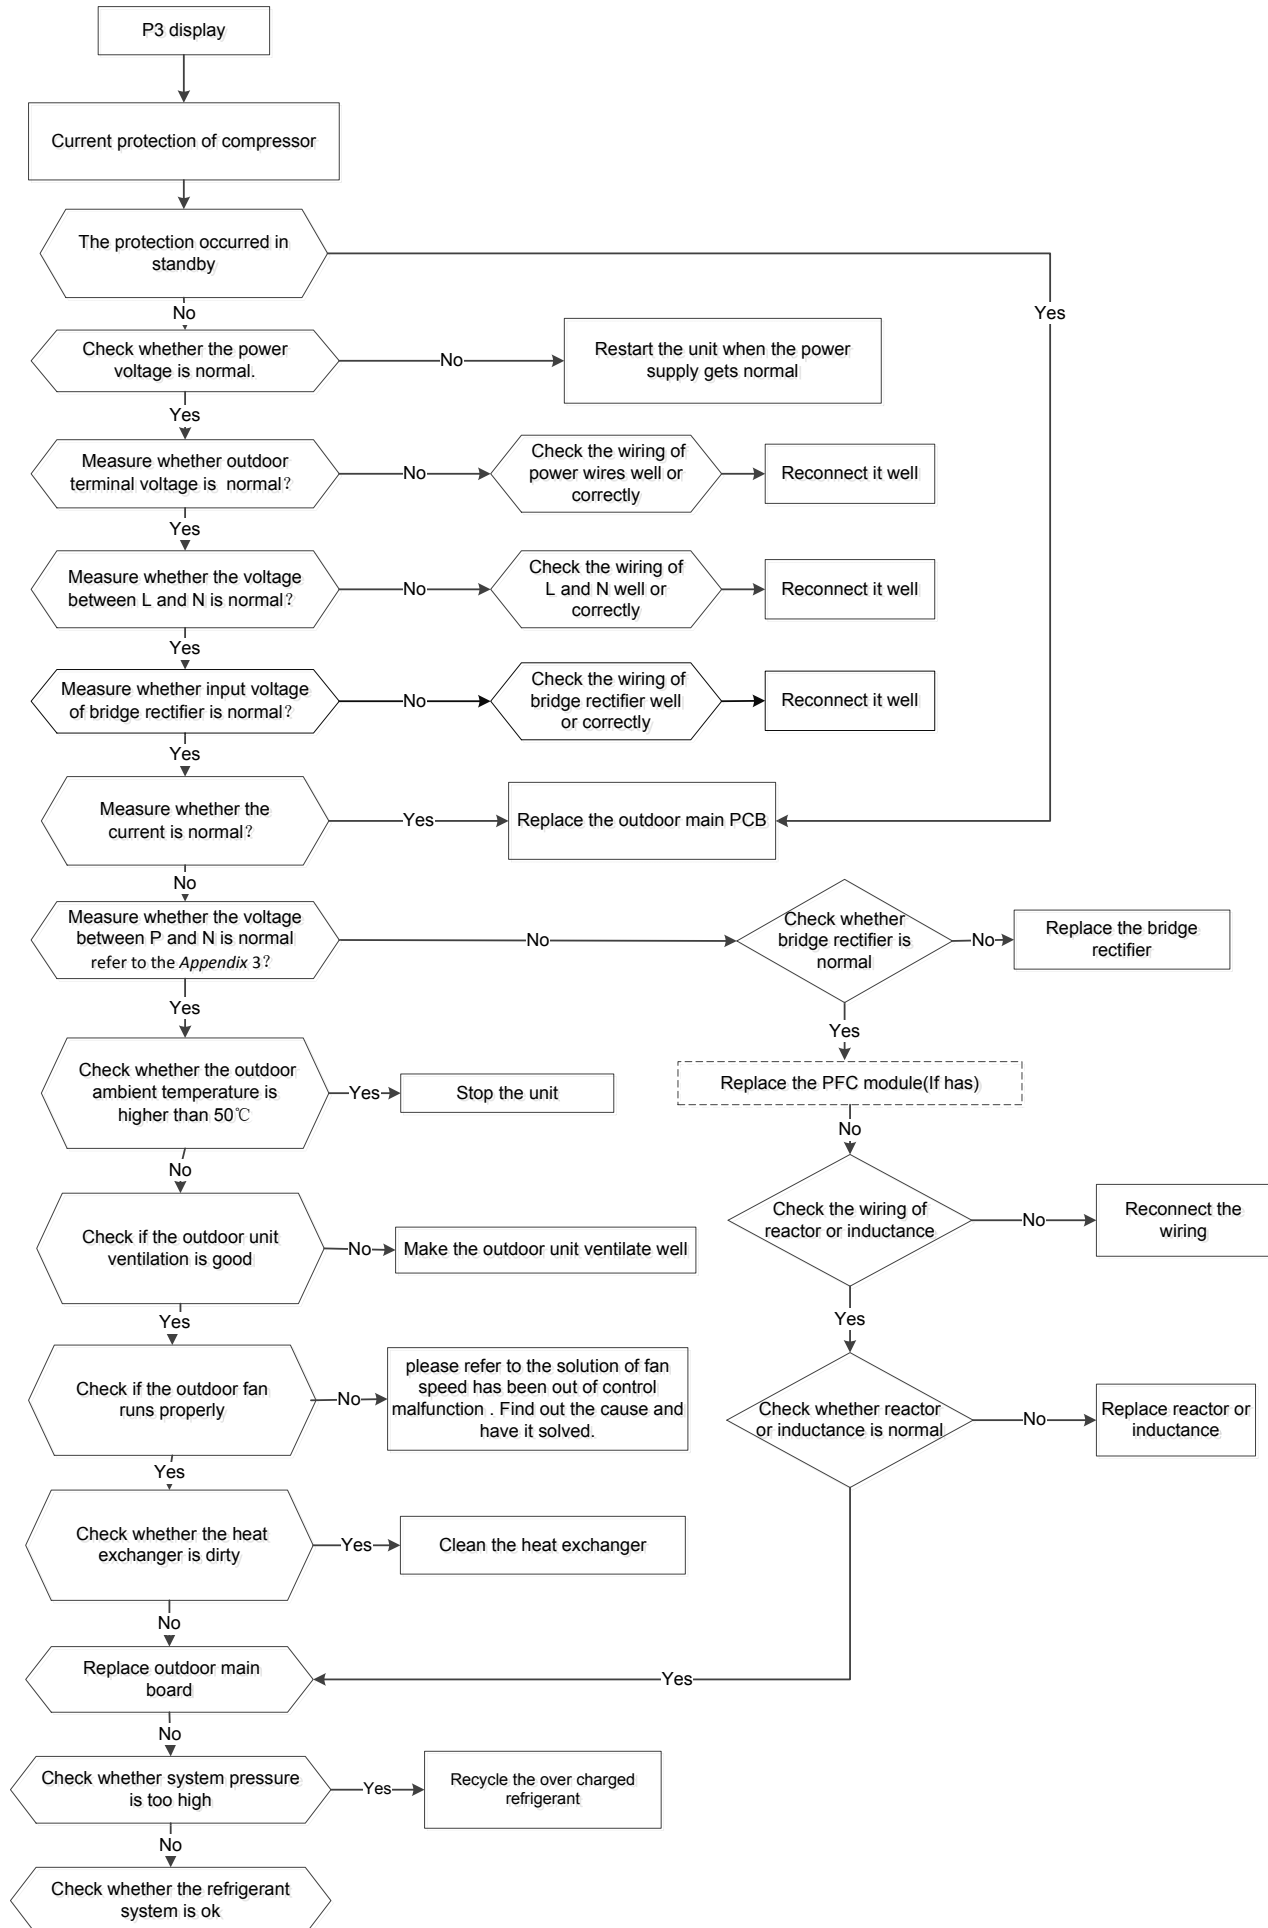 P3 display
Current protection of compressor
The protection occurred in
standby
Yes
No
Check whether the power
voltage is normal.
No
Restart the unit when the power
supply gets normal
Yes
Measure whether outdoor
terminal voltage is normal?
No
Check the wiring of
power wires well or
correctly
Reconnect it well
Yes
Measure whether the voltage
between L and N is normal?
No
Check the wiring of
L and N well or
correctly
Reconnect it well
Yes
Measure whether input voltage
of bridge rectifier is normal?
No
Check the wiring of
bridge rectifier well
or correctly
Reconnect it well
Yes
Measure whether the
current is normal?
Yes
Replace the outdoor main PCB
No
Measure whether the voltage
between P and N is normal
refer to the Appendix 3?
No
Check whether
bridge rectifier is
normal
No
Replace the bridge
rectifier
Yes
Yes
Check whether the outdoor
ambient temperature is
higher than 50℃
Yes
Stop the unit
Replace the PFC module(If has)
No
No
Check if the outdoor unit
ventilation is good
No
Make the outdoor unit ventilate well
Check the wiring of
reactor or inductance
No
Reconnect the
wiring
Yes
Yes
Check if the outdoor fan
runs properly
No
please refer to the solution of fan
speed has been out of control
malfunction . Find out the cause and
have it solved.
Check whether reactor
or inductance is normal
No
Replace reactor or
inductance
Yes
Check whether the heat
exchanger is dirty
Yes
Clean the heat exchanger
No
Replace outdoor main
board
Yes
No
Check whether system pressure
is too high
Yes
Recycle the over charged
refrigerant
No
Check whether the refrigerant
system is ok